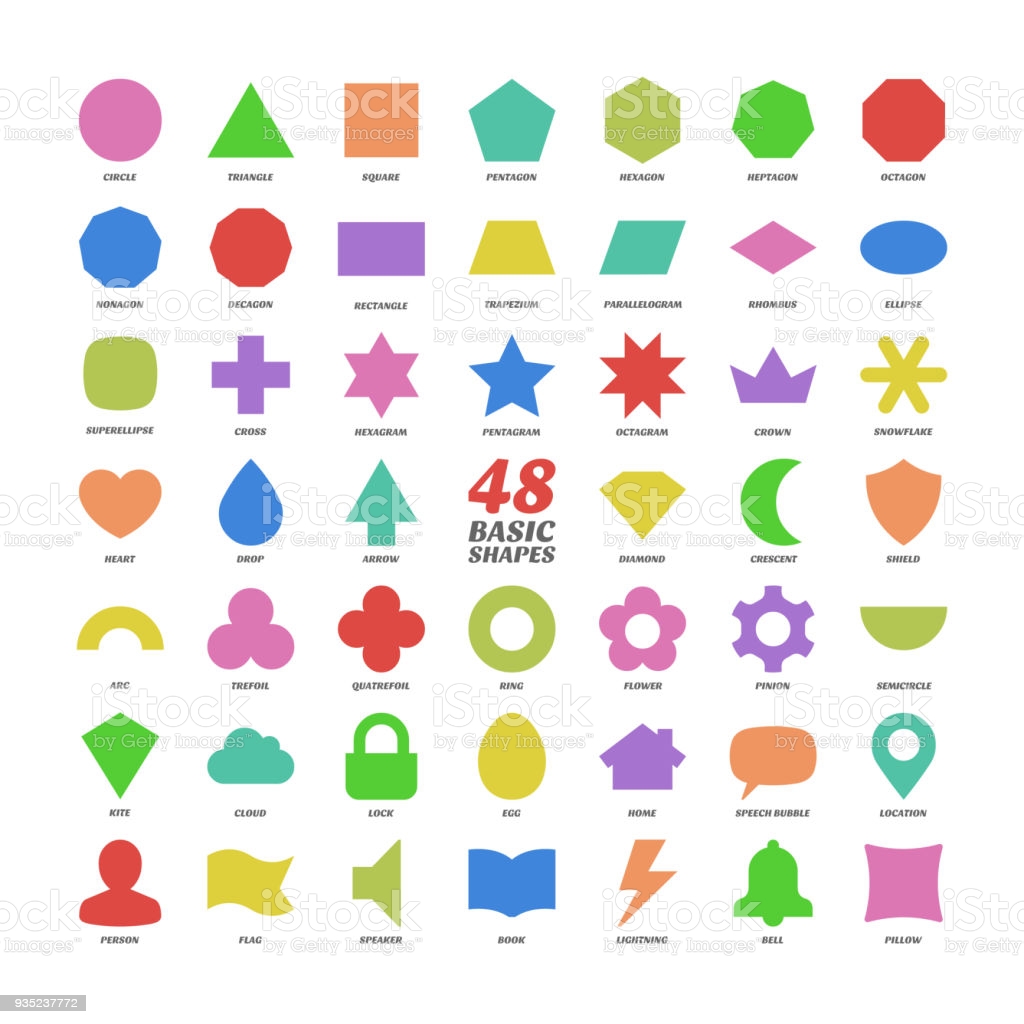 CIRCLE TRIANGLE SQUARE PENTAGON HEXAGON HEPTAGON OCTAGON
NONAGON DECAGON RECTANGLE TRAPEZIUM PARALLELOGRAM RHOMBUS ELLIPSE
SUPERELLIPSE CROSS HEXAGRAM PENTAGRAM OCTAGRAM CROWN SNOWFLAKE
48
BASIC
SHAPES
HEART DROP ARROW DIAMOND CRESCENT SHIELD
ARC TREFOIL QUATREFOIL RING FLOWER PINION SEMICIRCLE
KITE CLOUD LOCK EGG HOME SPEECH BUBBLE LOCATION
PERSON FLAG SPEAKER BOOK LIGHTNING BELL PILLOW
iStock
by Getty Images™
935237772